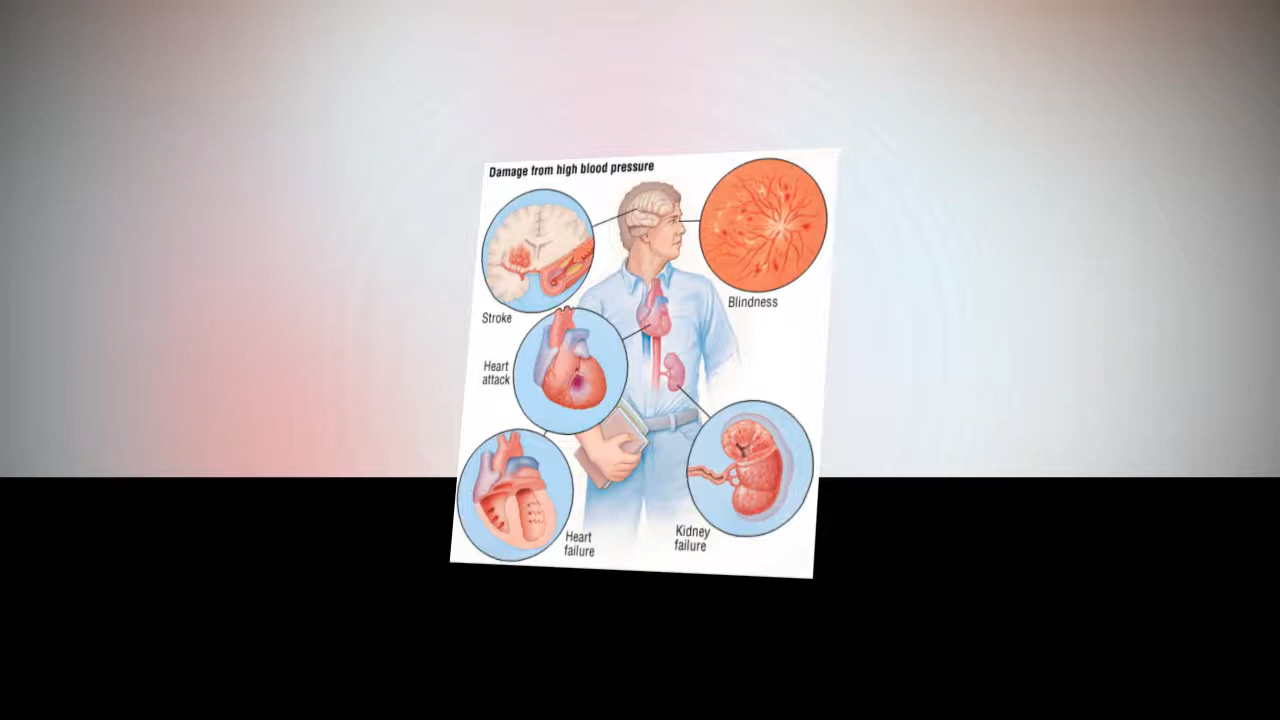 Damage from high blood pressure
Stroke
Blindness
Heart
attack
Heart
failure
Kidney
failure